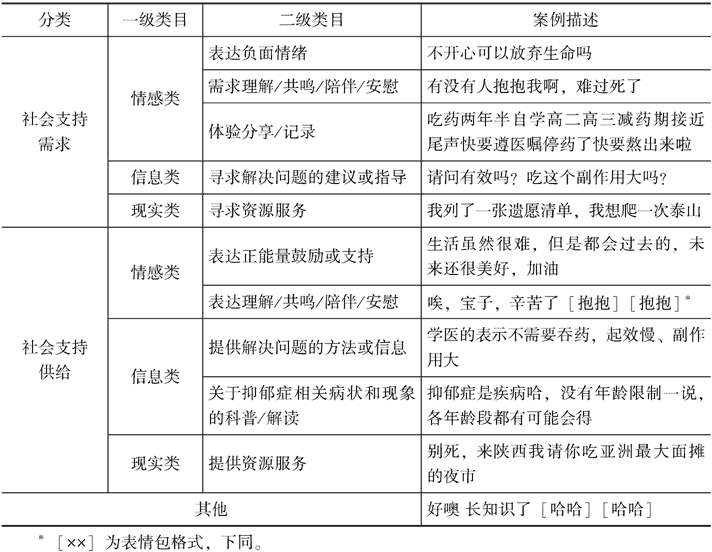 分类 一级类目 二级类目 案例描述
社会支持
需求
情感类
表达负面情绪 不开心可以放弃生命吗
需求理解/共鸣/陪伴/安慰 有没有人抱抱我啊，难过死了
体验分享/记录
吃药两年半自学高二高三减药期接近
尾声快要遵医嘱停药了快要熬出来啦
信息类 寻求解决问题的建议或指导 请问有效吗？吃这个副作用大吗？
现实类 寻求资源服务 我列了一张遗愿清单，我想爬一次泰山
社会支持
供给
情感类
表达正能量鼓励或支持
生活虽然很难，但是都会过去的，未
来还很美好，加油
表达理解/共鸣/陪伴/安慰 唉，宝子，辛苦了［抱抱］［抱抱］*
信息类
提供解决问题的方法或信息
学医的表示不需要吞药，起效慢、副作
用大
关于抑郁症相关病状和现象
的科普/解读
抑郁症是疾病哈，没有年龄限制一说，
各年龄段都有可能会得
现实类 提供资源服务
别死，来陕西我请你吃亚洲最大面摊
的夜市
其他 好噢 长知识了［哈哈］［哈哈］
*［××］为表情包格式，下同。